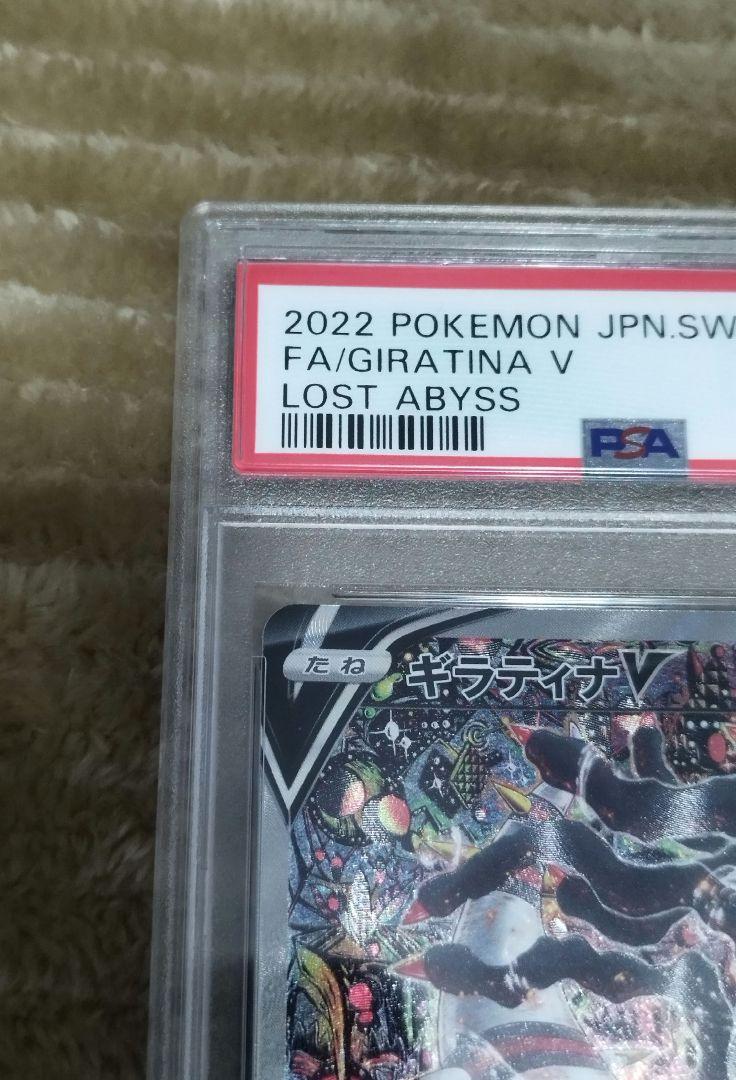 2022 POKEMON JPN.SW
FA/GIRATINA V
LOST ABYSS
PSA
たね ギラティナV